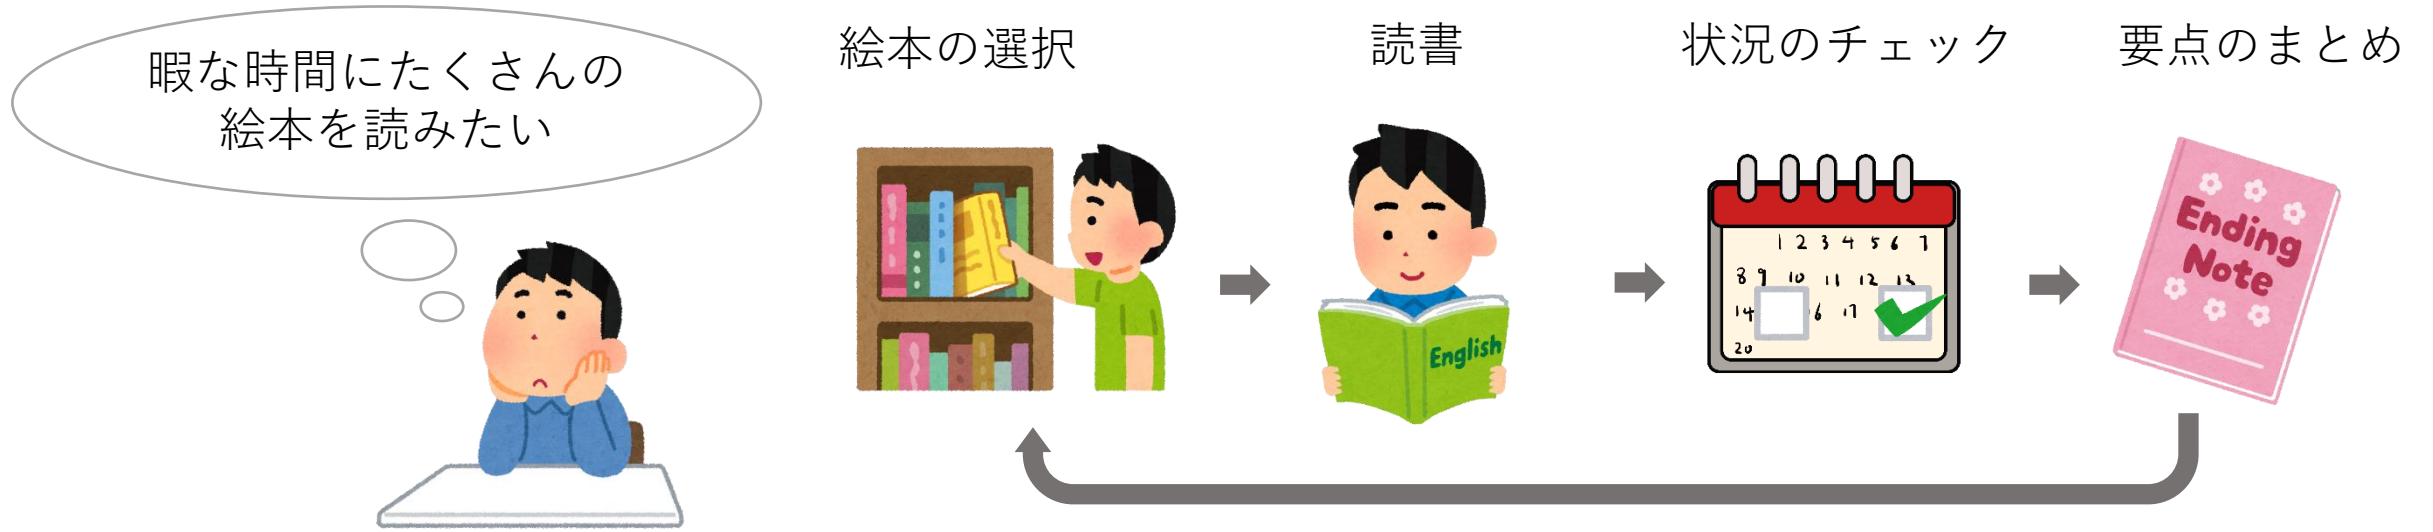 暇な時間にたくさんの
絵本を読みたい
絵本の選択
読書
状況のチェック
要点のまとめ
English
1 2 3 4 5 6 7
8 9 10 11 12 13
14 16 17
20
Ending
Note